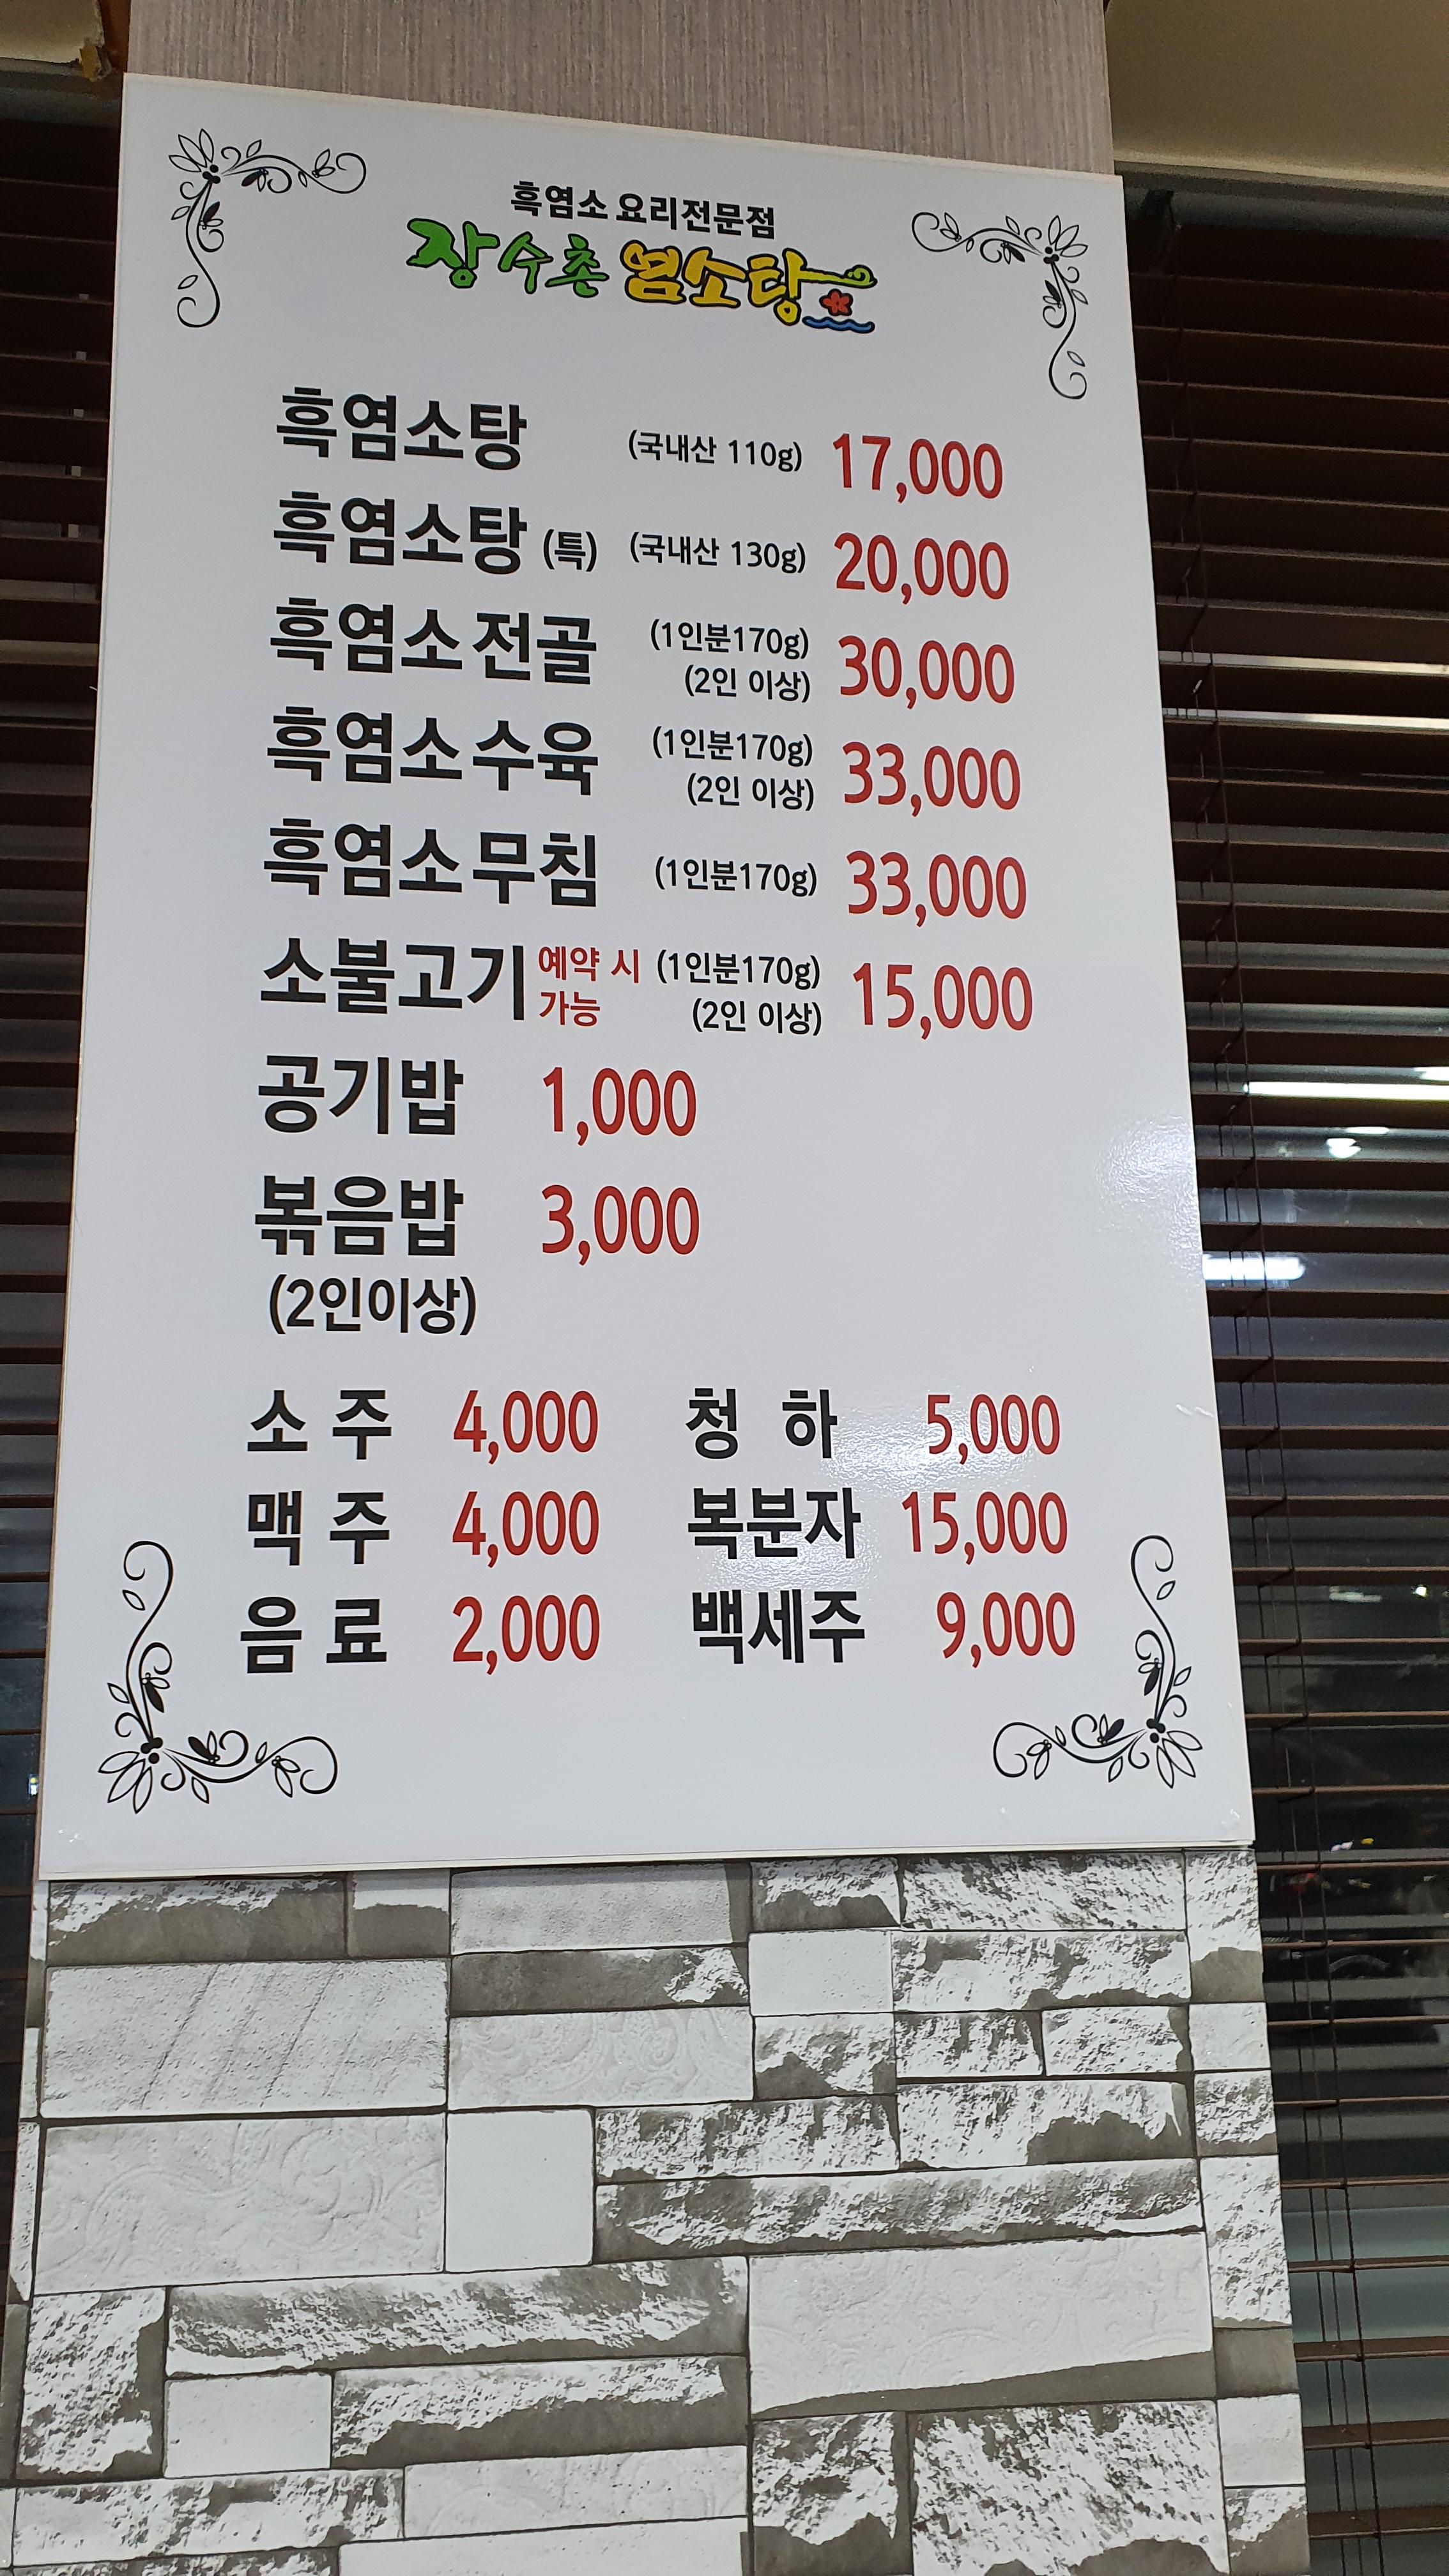 흑염소 요리전문점
장수촌 염소탕
흑염소탕 (국내산 110g) 17,000
흑염소탕 (특) (국내산 130g) 20,000
흑염소 전골 (1인분170g) (2인 이상) 30,000
흑염소 수육 (1인분170g) (2인 이상) 33,000
흑염소 무침 (1인분170g) 33,000
소불고기 예약 시 가능 (1인분170g) (2인 이상) 15,000
공기밥 1,000
볶음밥 3,000
(2인이상)
소 주 4,000 청 하 5,000
맥 주 4,000 복분자 15,000
음 료 2,000 백세주 9,000